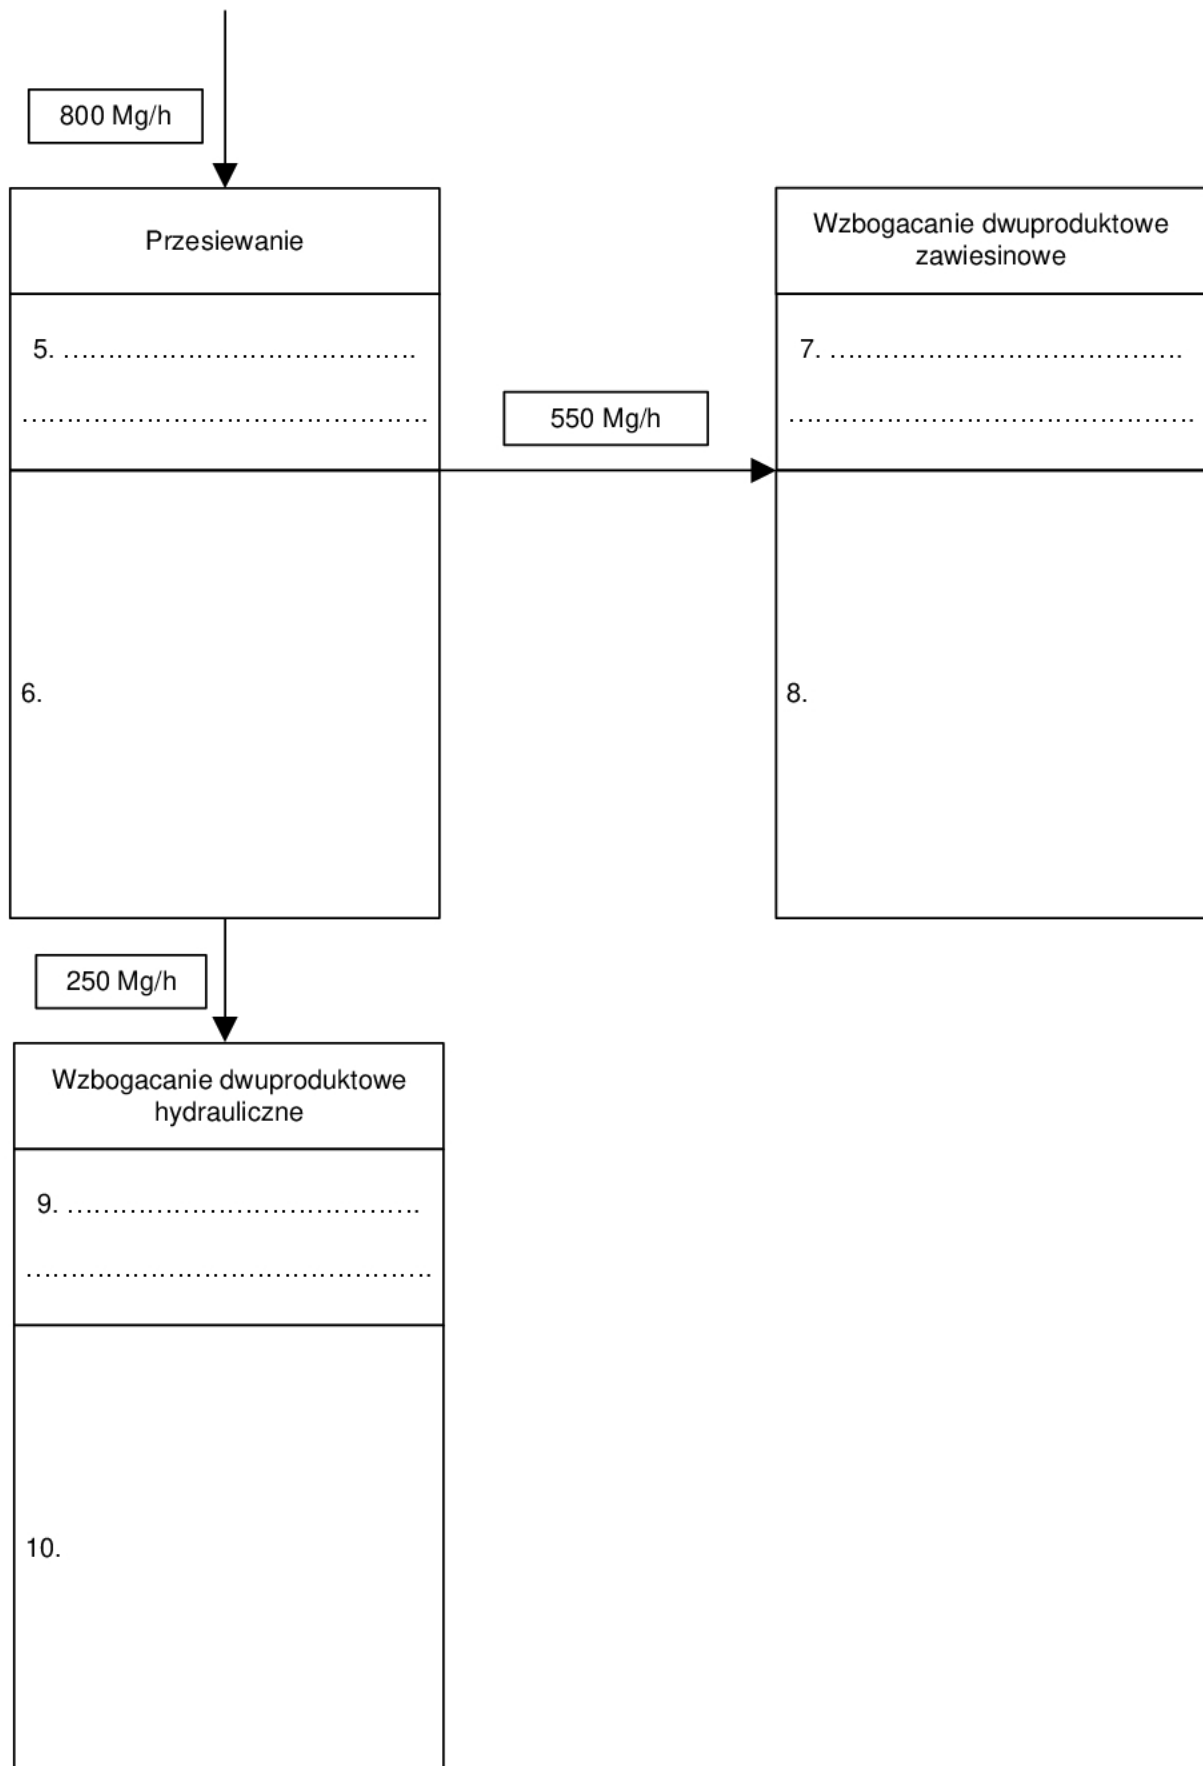 800 Mg/h
Przesiewanie
Wzbogacanie dwuproduktowe
zawiesinowe
5. ………………………………….
……………………………………….
7. ………………………………….
……………………………………….
550 Mg/h
6.
8.
250 Mg/h
Wzbogacanie dwuproduktowe
hydrauliczne
9. ………………………………….
……………………………………….
10.